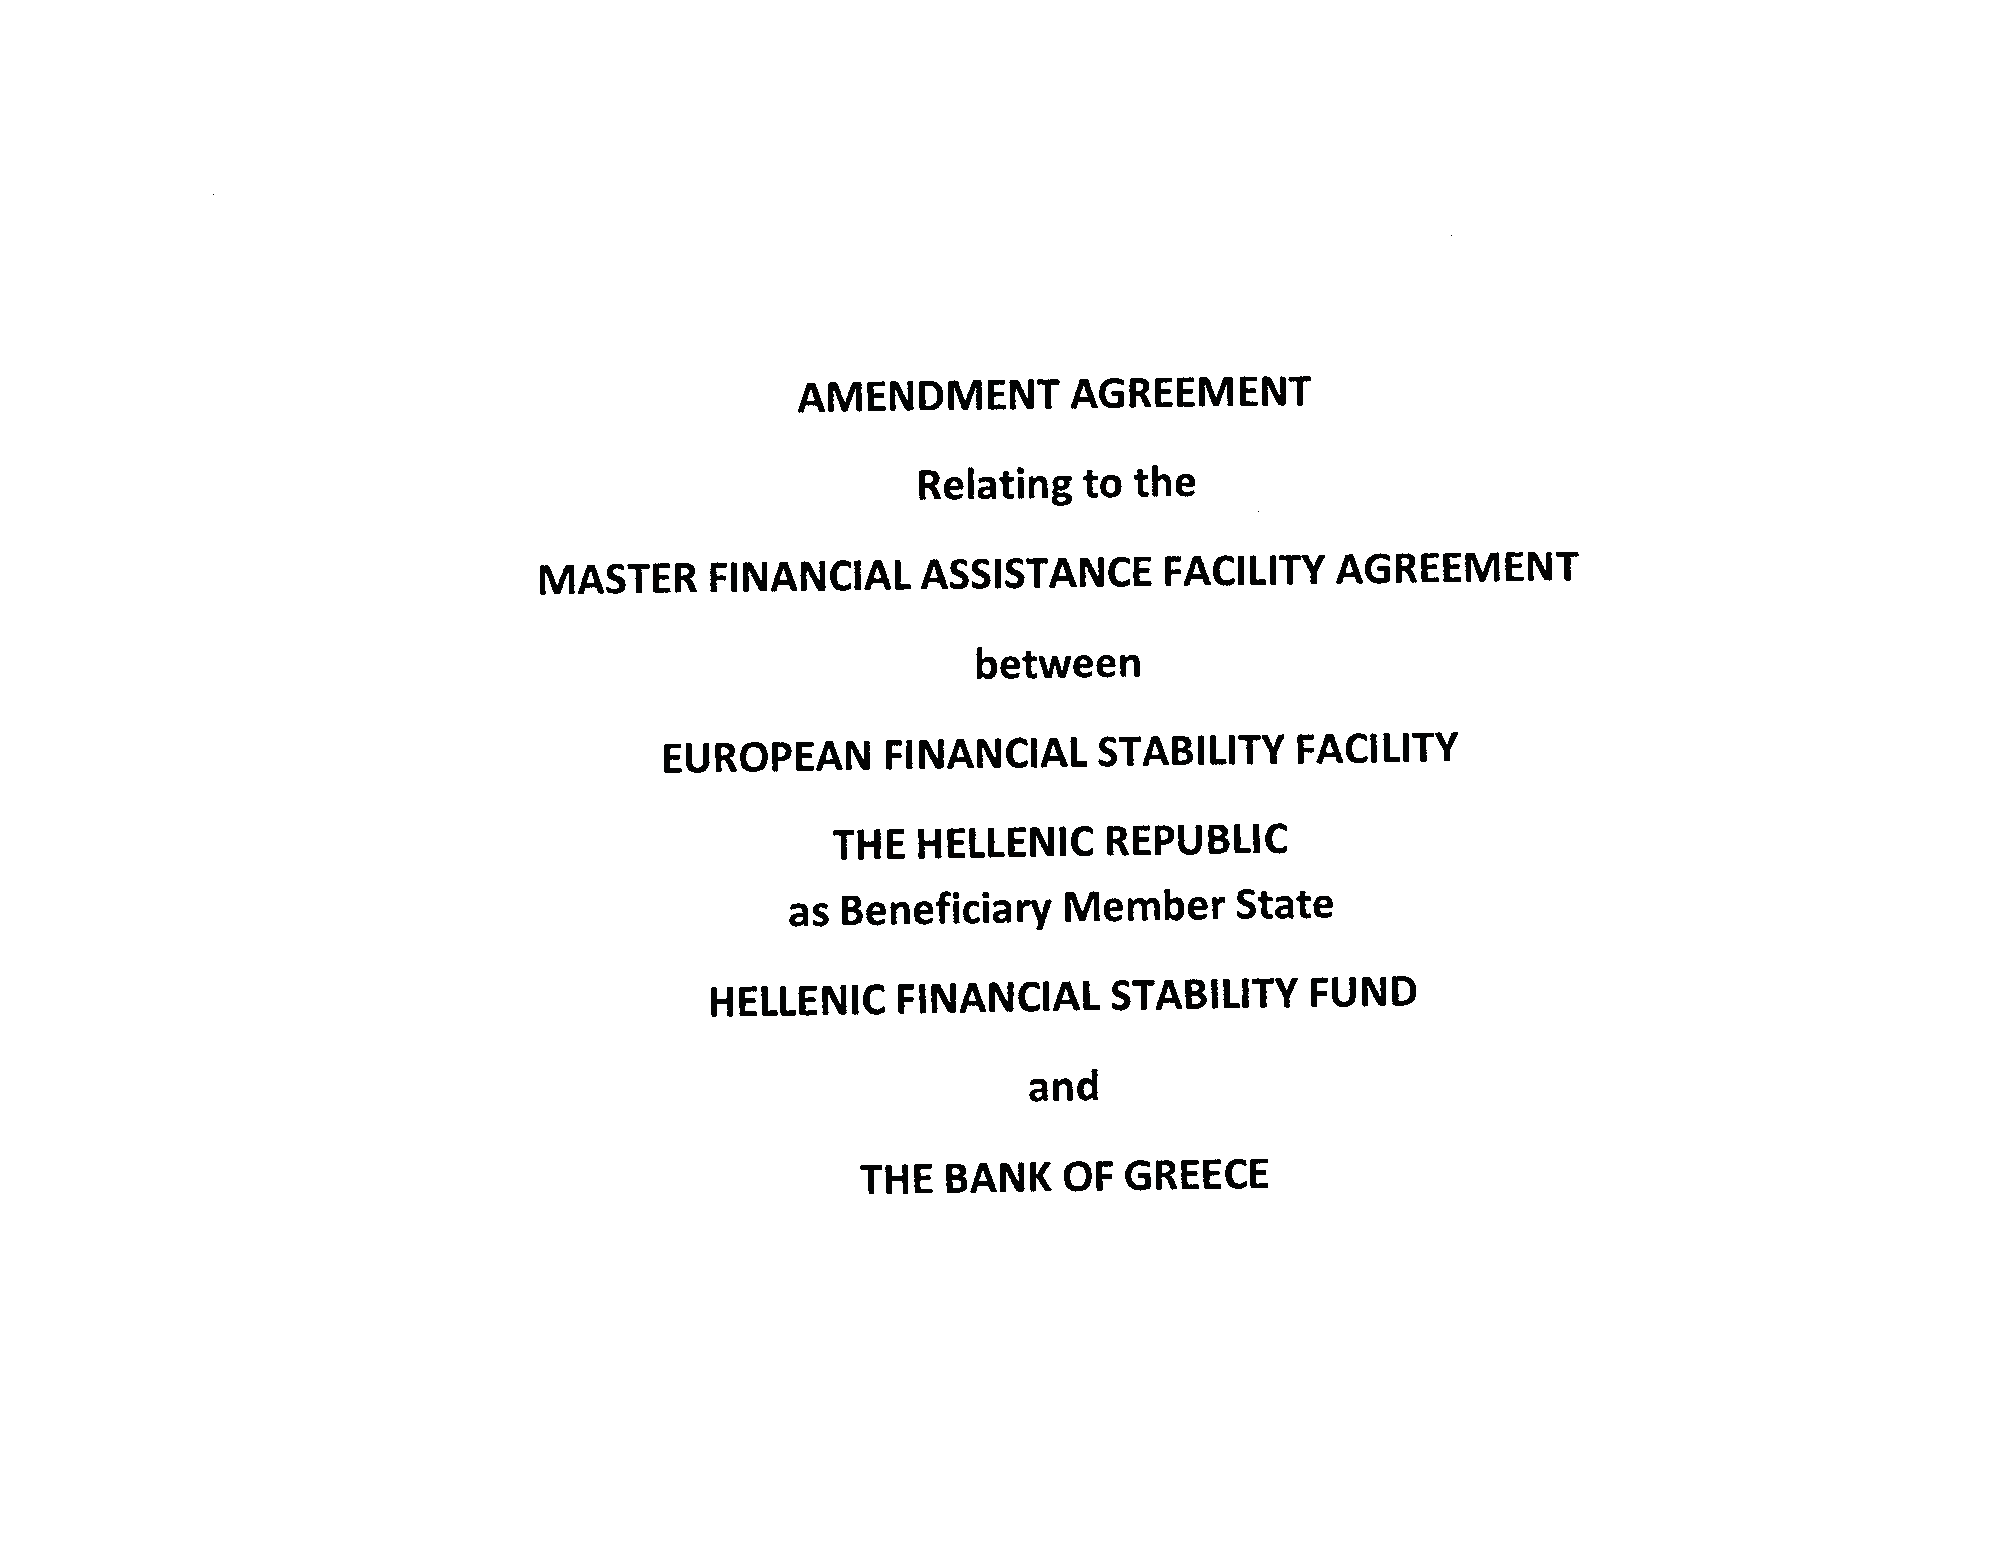 AMENDMENT AGREEMENT
Relating to the
MASTER FINANCIAL ASSISTANCE FACILITY AGREEMENT
between
EUROPEAN FINANCIAL STABILITY FACILITY
THE HELLENIC REPUBLIC
as Beneficiary Member State
HELLENIC FINANCIAL STABILITY FUND
and
THE BANK OF GREECE